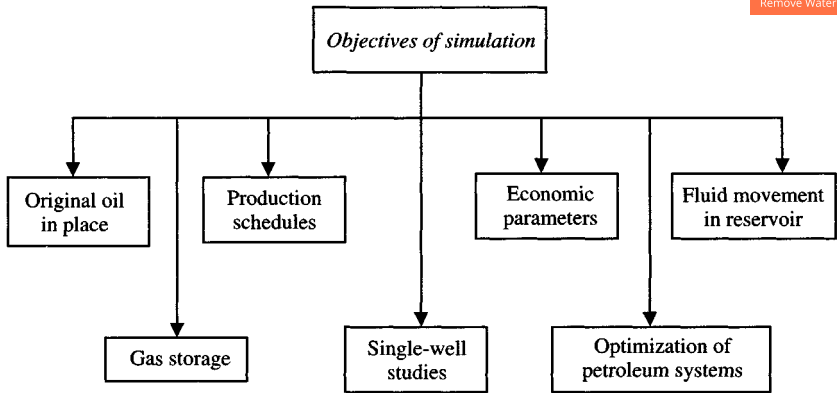 Remove Water
Objectives of simulation
Original oil
in place
Production
schedules
Economic
parameters
Fluid movement
in reservoir
Gas storage
Single-well
studies
Optimization of
petroleum systems